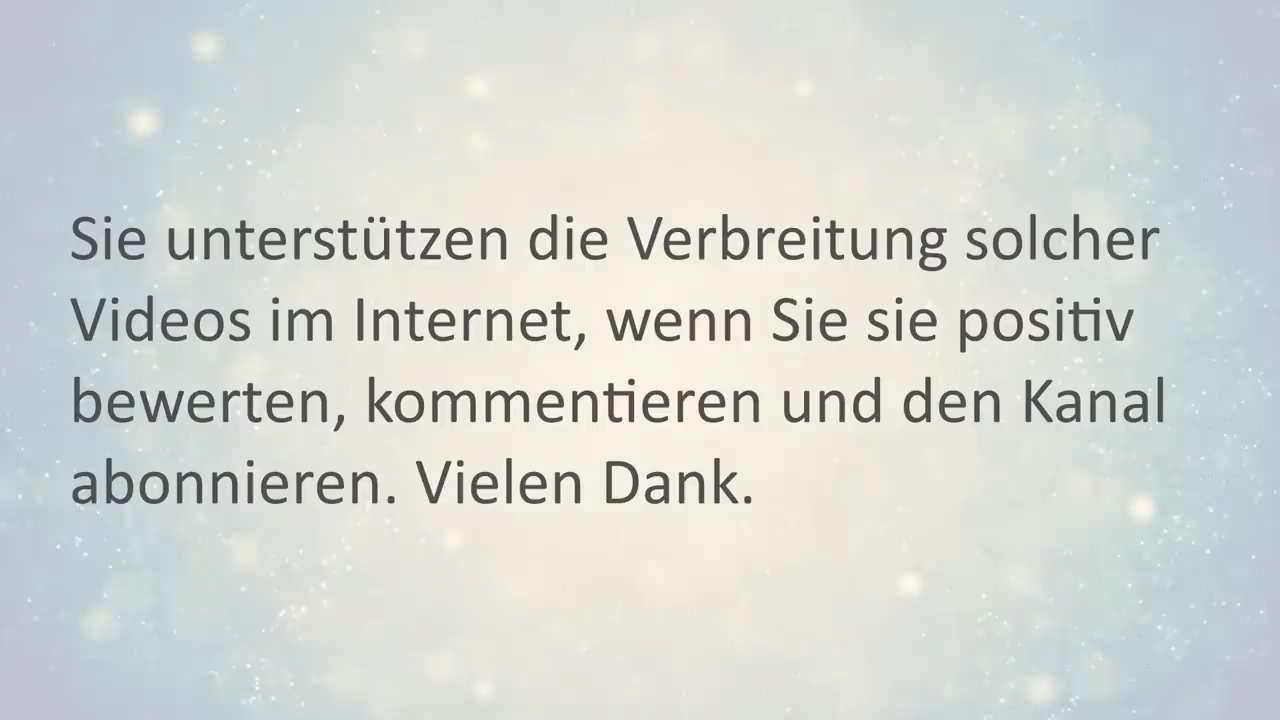 Sie unterstützen die Verbreitung solcher
Videos im Internet, wenn Sie sie positiv
bewerten, kommentieren und den Kanal
abonnieren. Vielen Dank.